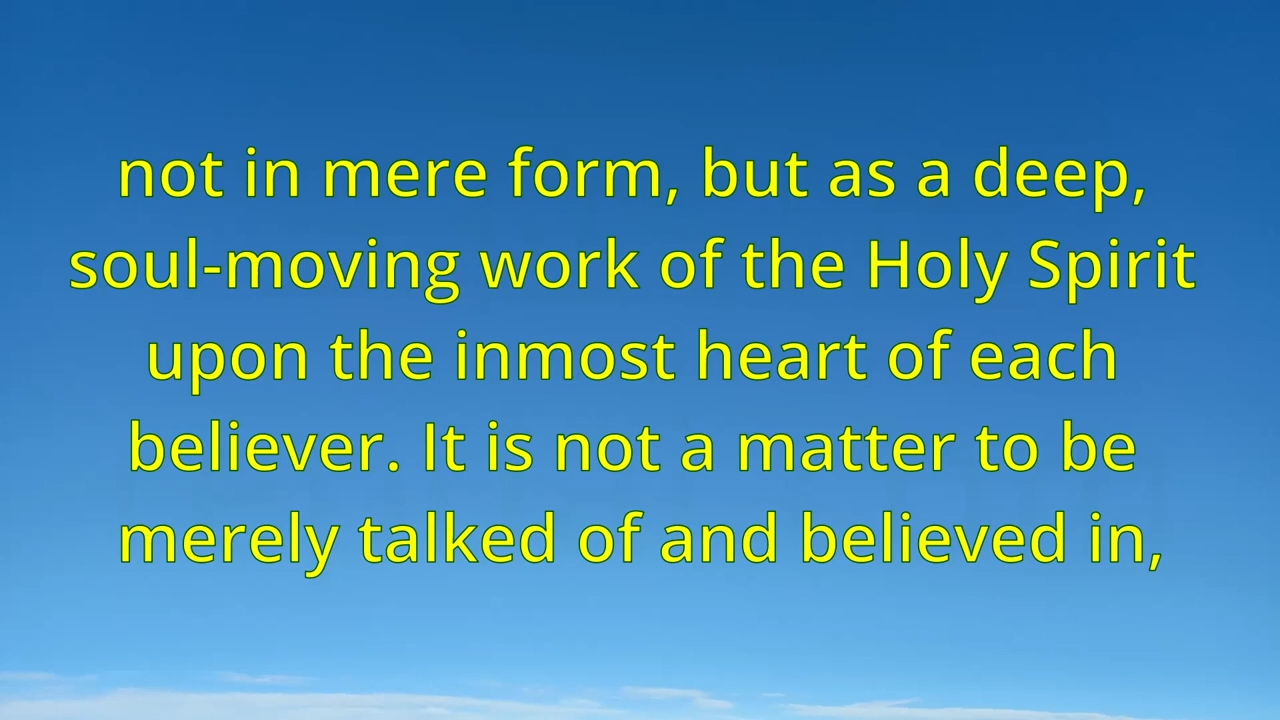 not in mere form, but as a deep,
soul-moving work of the Holy Spirit
upon the inmost heart of each
believer. It is not a matter to be
merely talked of and believed in,